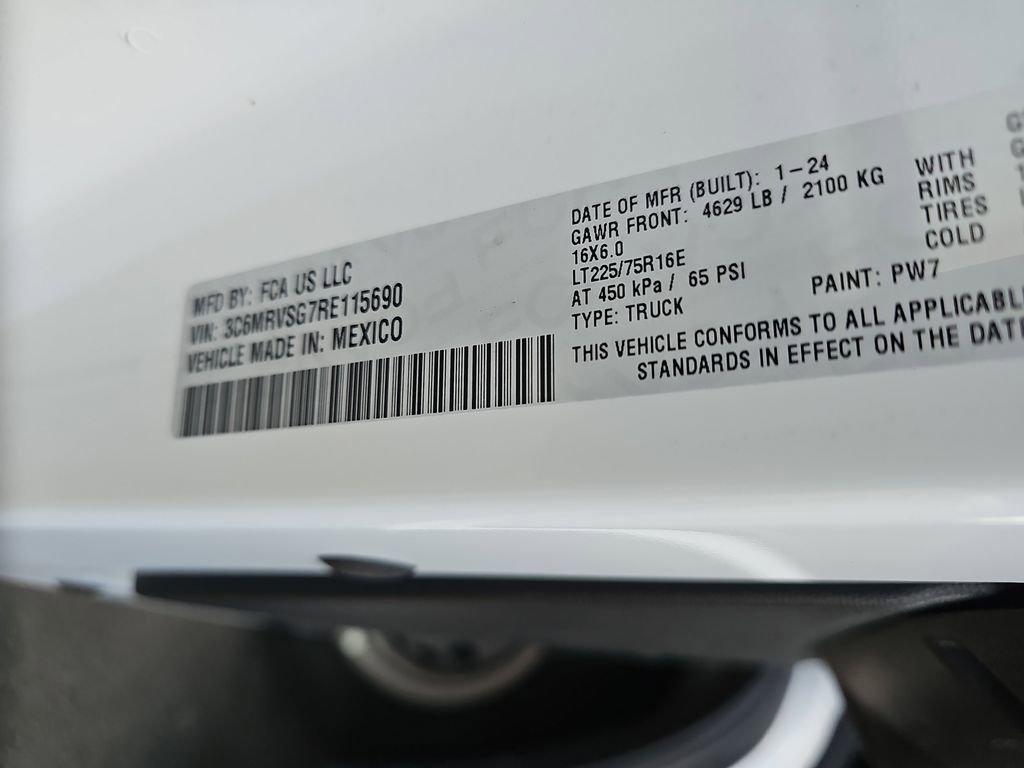 MFD BY: FCA US LLC
VIN: 3C6MRVSG7RE115690
VEHICLE MADE IN: MEXICO
DATE OF MFR (BUILT): 1-24
GAWR FRONT: 4629 LB / 2100 KG WITH
16X6.0 RIMS
LT225/75R16E TIRES
AT 450 kPa / 65 PSI COLD
TYPE: TRUCK PAINT: PW7
THIS VEHICLE CONFORMS TO ALL APPLICABL
STANDARDS IN EFFECT ON THE DAT